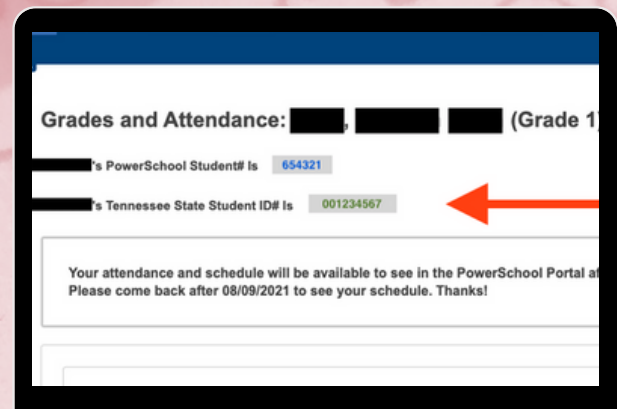 Grades and Attendance: , (Grade 1)
's PowerSchool Student# Is 654321
's Tennessee State Student ID# Is 001234567
Your attendance and schedule will be available to see in the PowerSchool Portal
Please come back after 08/09/2021 to see your schedule. Thanks!